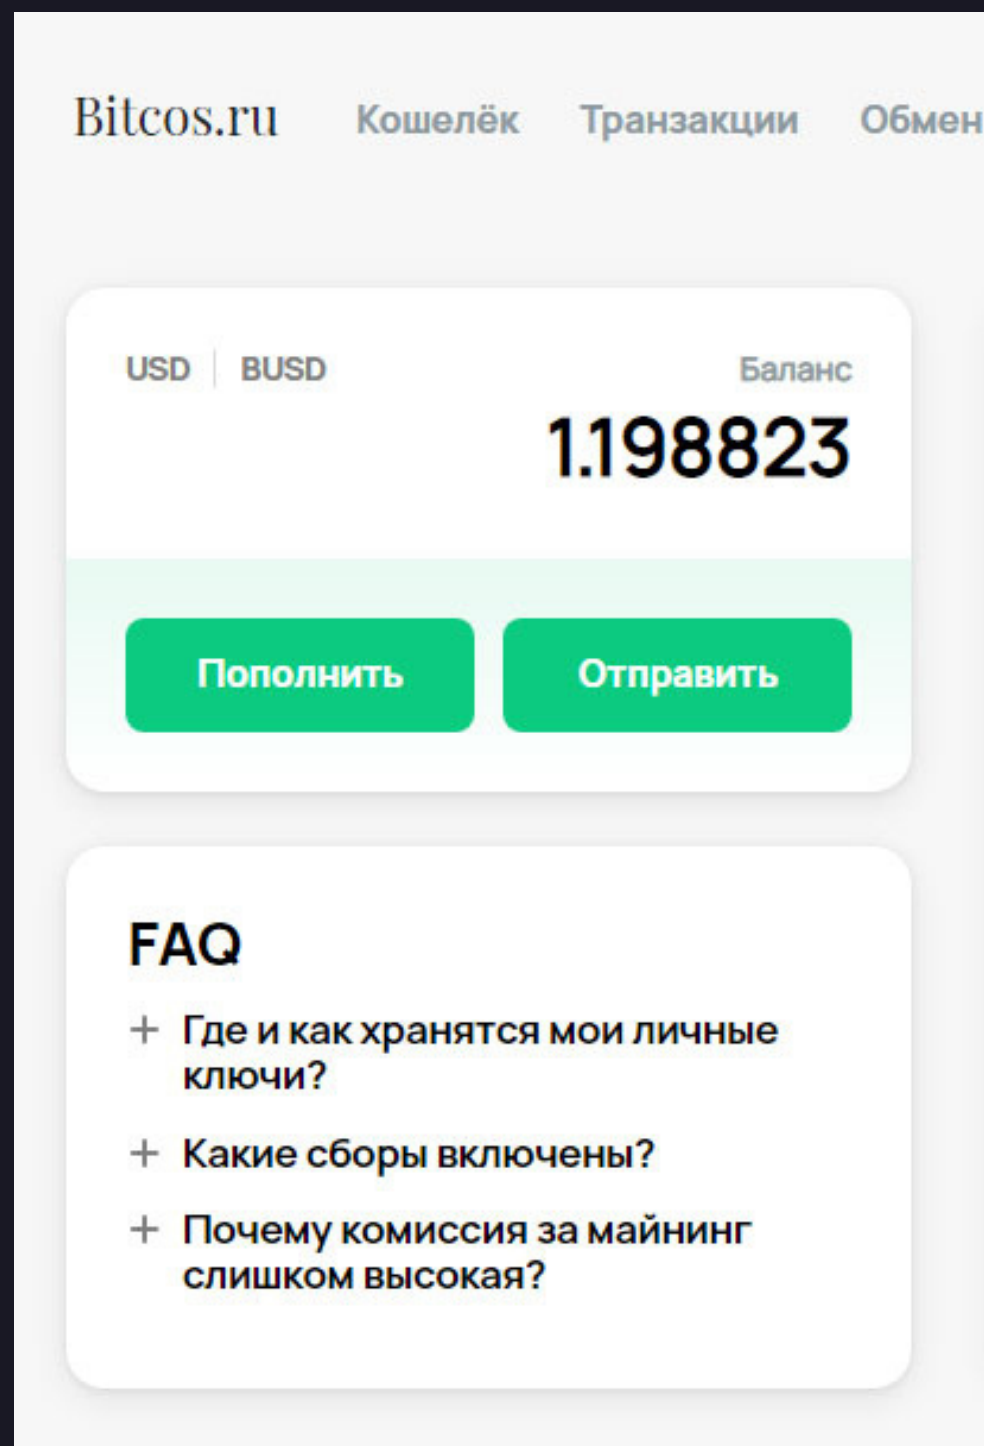 Bitcos.ru Кошелёк Транзакции Обмен
USD BUSD Баланс
1.198823
Пополнить Отправить
FAQ
+ Где и как хранятся мои личные
ключи?
+ Какие сборы включены?
+ Почему комиссия за майнинг
слишком высокая?